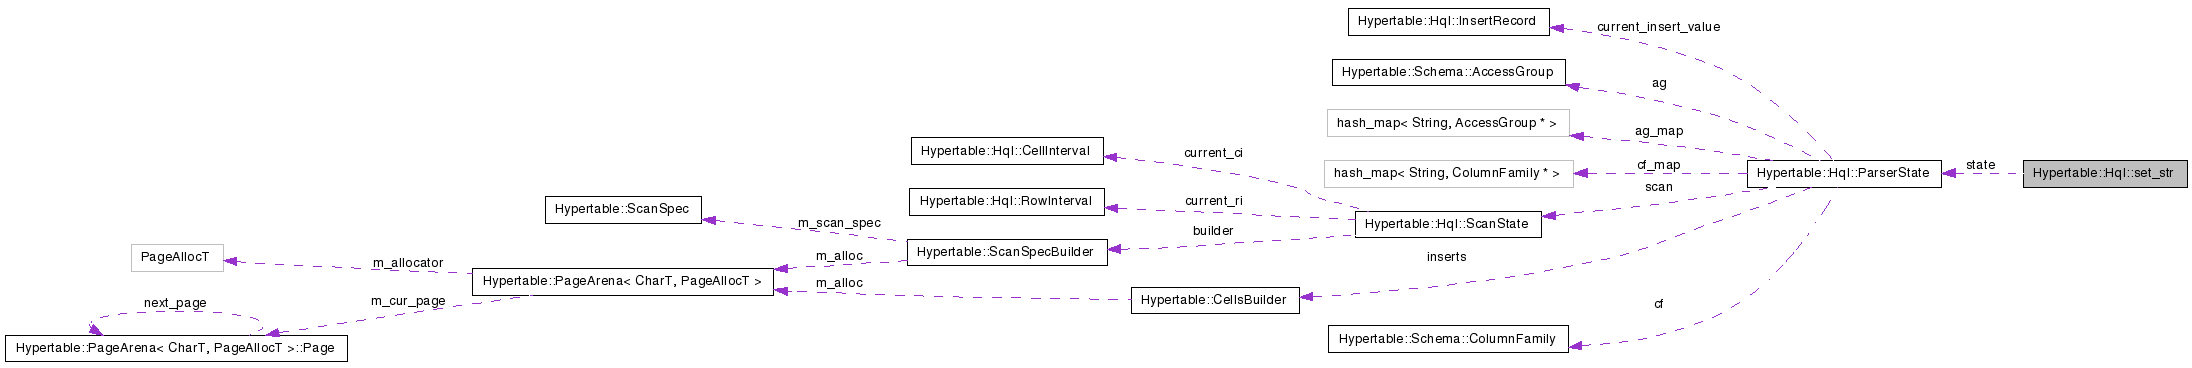 Hypertable::Hql::InsertRecord
current_insert_value
Hypertable::Schema::AccessGroup
ag
hash_map< String, AccessGroup * >
ag_map
Hypertable::Hql::CellInterval
current_ci
cf_map
state
hash_map< String, ColumnFamily * >
Hypertable::Hql::ParserState
Hypertable::Hql::set_str
scan
Hypertable::Hql::RowInterval
current_ri
Hypertable::ScanSpec
m_scan_spec
Hypertable::Hql::ScanState
builder
Hypertable::ScanSpecBuilder
PageAllocT
m_allocator
m_alloc
inserts
Hypertable::PageArena< CharT, PageAllocT >
m_alloc
next_page
m_cur_page
Hypertable::CellsBuilder
cf
Hypertable::Schema::ColumnFamily
Hypertable::PageArena< CharT, PageAllocT >::Page